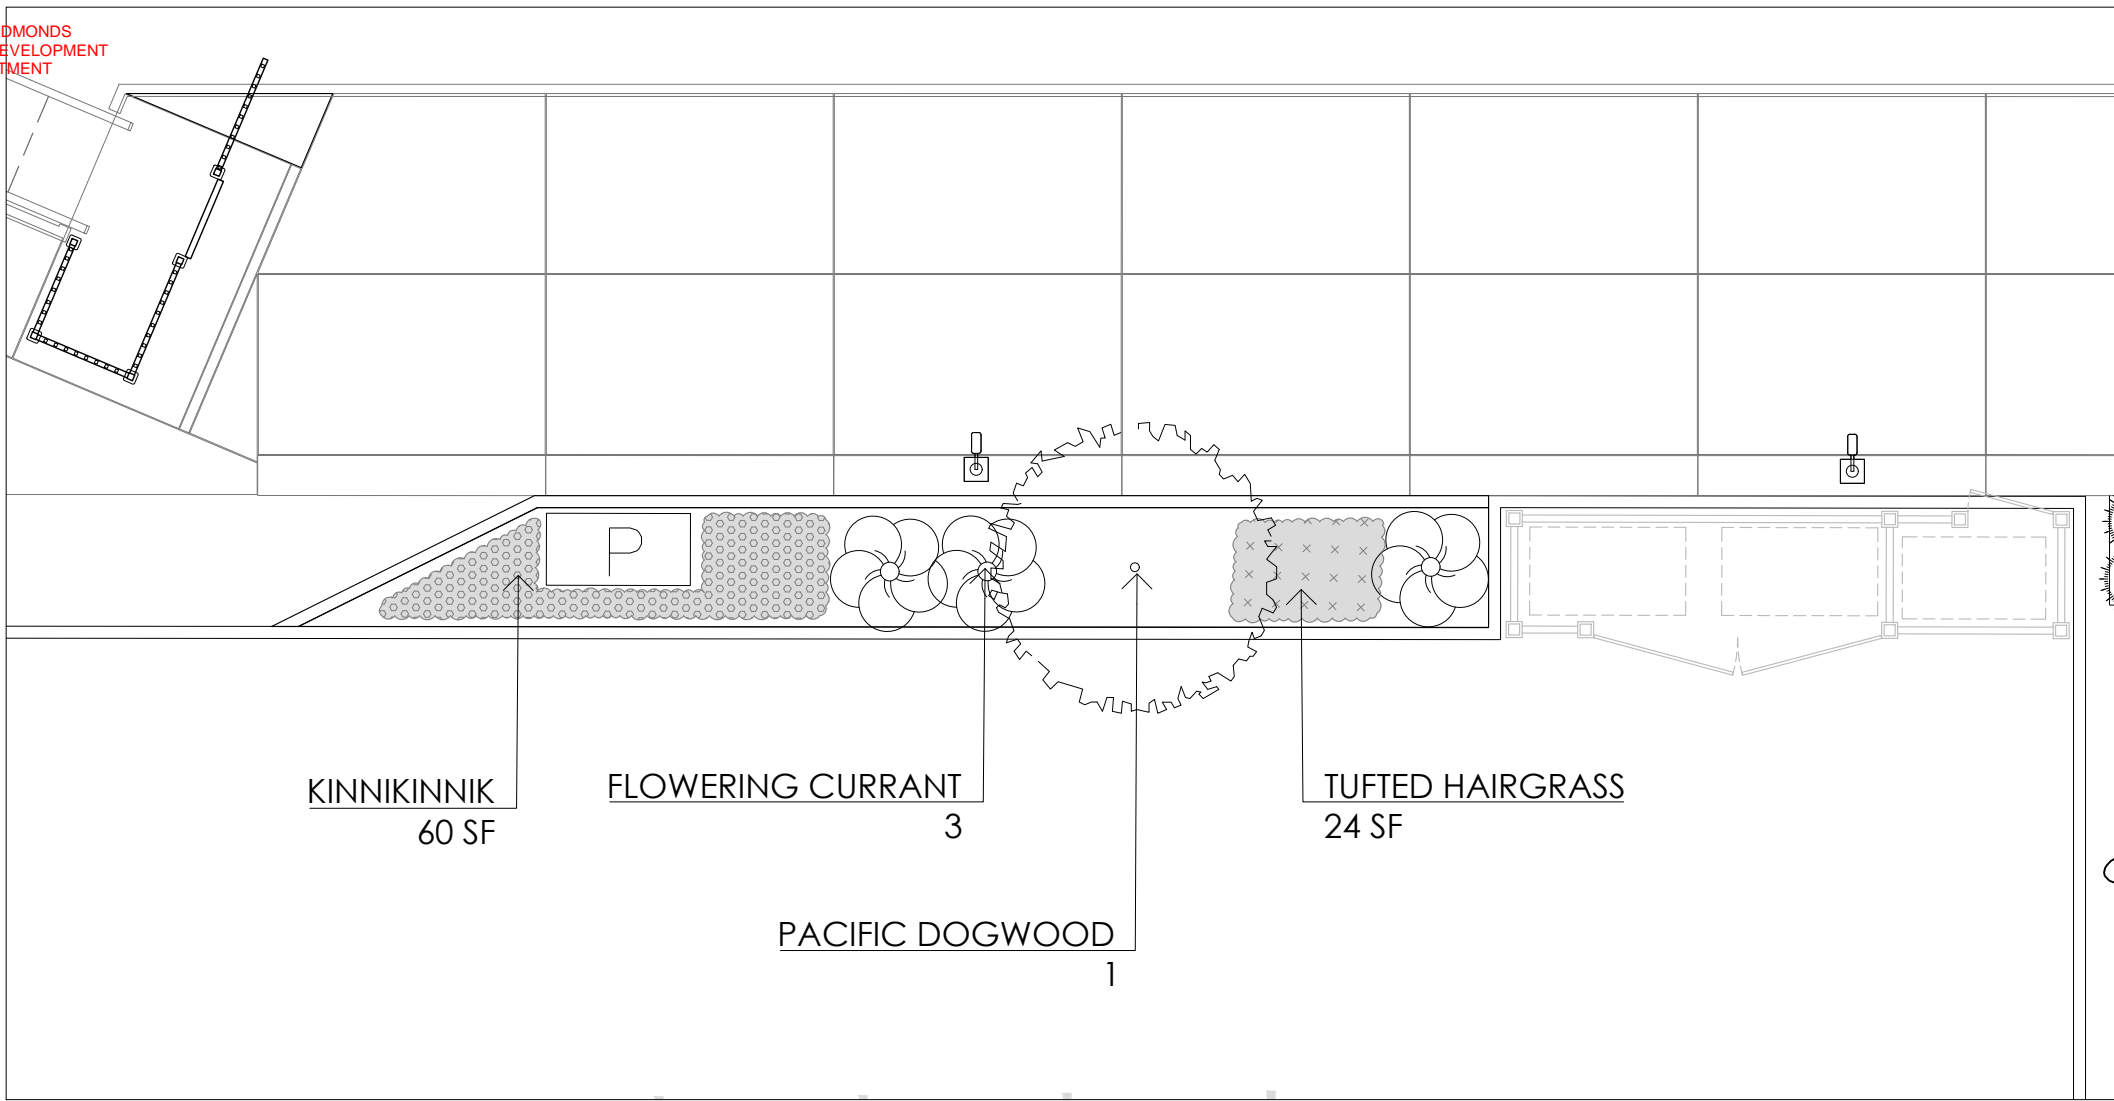 DMONDS
EVELOPMENT
TMENT
P
KINNIKINNIK
60 SF
FLOWERING CURRANT
3
TUFTED HAIRGRASS
24 SF
PACIFIC DOGWOOD
1